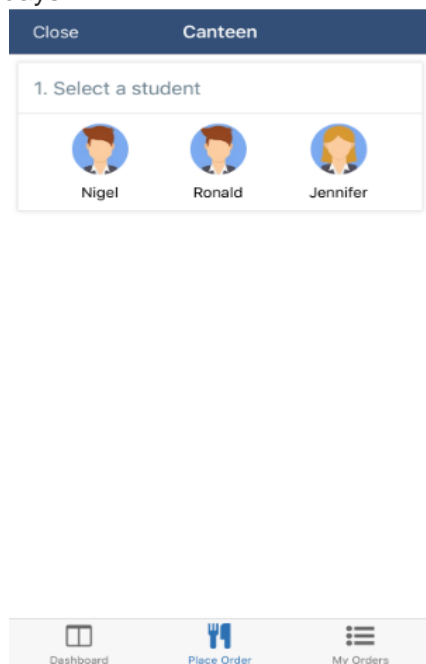 Close Canteen
1. Select a student
Nigel Ronald Jennifer
Dashboard Place Order My Orders